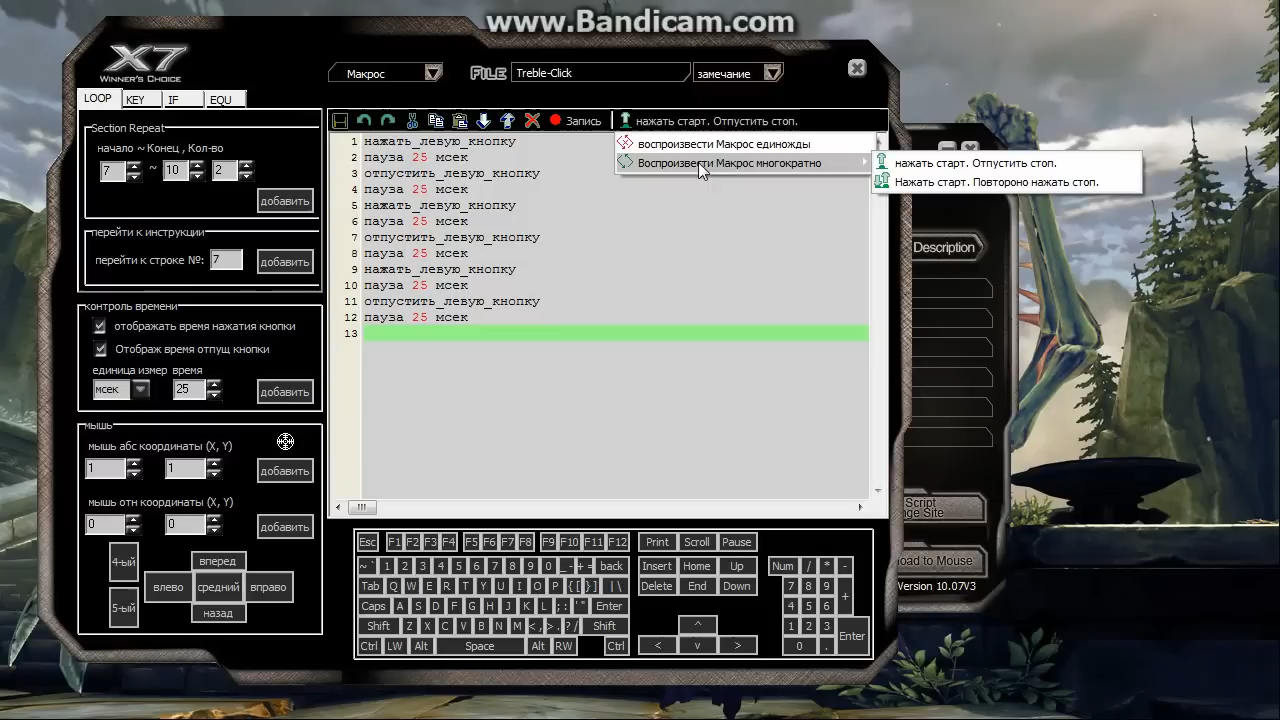 www.Bandicam.com
X7
WINNER'S CHOICE
Макрос
FILE
Treble-Click
замечание
LOOP KEY IF EQU
Section Repeat
начало ~ Конец , Кол-во
7 ~ 10 2
добавить
перейти к инструкции
перейти к строке №: 7 добавить
контроль времени
отображать время нажатия кнопки
Отображ время отпущ кнопки
единица измер время
мсек 25 добавить
мышь
мышь абс координаты (X, Y)
1 1 добавить
мышь отн координаты (X, Y)
0 0 добавить
4-ый вперед
влево средний вправо
5-ый назад
Запись нажать старт. Отпустить стоп.
воспроизвести Макрос единожды
Воспроизвести Макрос многократно
нажать старт. Отпустить стоп.
Нажать старт. Повтороно нажать стоп.
1 нажать_левую_кнопку
2 пауза 25 мсек
3 отпустить_левую_кнопку
4 пауза 25 мсек
5 нажать_левую_кнопку
6 пауза 25 мсек
7 отпустить_левую_кнопку
8 пауза 25 мсек
9 нажать_левую_кнопку
10 пауза 25 мсек
11 отпустить_левую_кнопку
12 пауза 25 мсек
13
Esc F1 F2 F3 F4 F5 F6 F7 F8 F9 F10 F11 F12 Print Scroll Pause
~ ` 1 2 3 4 5 6 7 8 9 0 _ - + = back Insert Home Up Num / * -
Tab Q W E R T Y U I O P { [ } ] | \ Delete End Down 7 8 9 +
Caps A S D F G H J K L ; : ' " Enter 4 5 6
Shift Z X C V B N M < , > . ? / Shift ^ 1 2 3 Enter
Ctrl LW Alt Space Alt RW Ctrl < v > 0 .
Description
Script
ge Site
oad to Mouse
Version 10.07V3